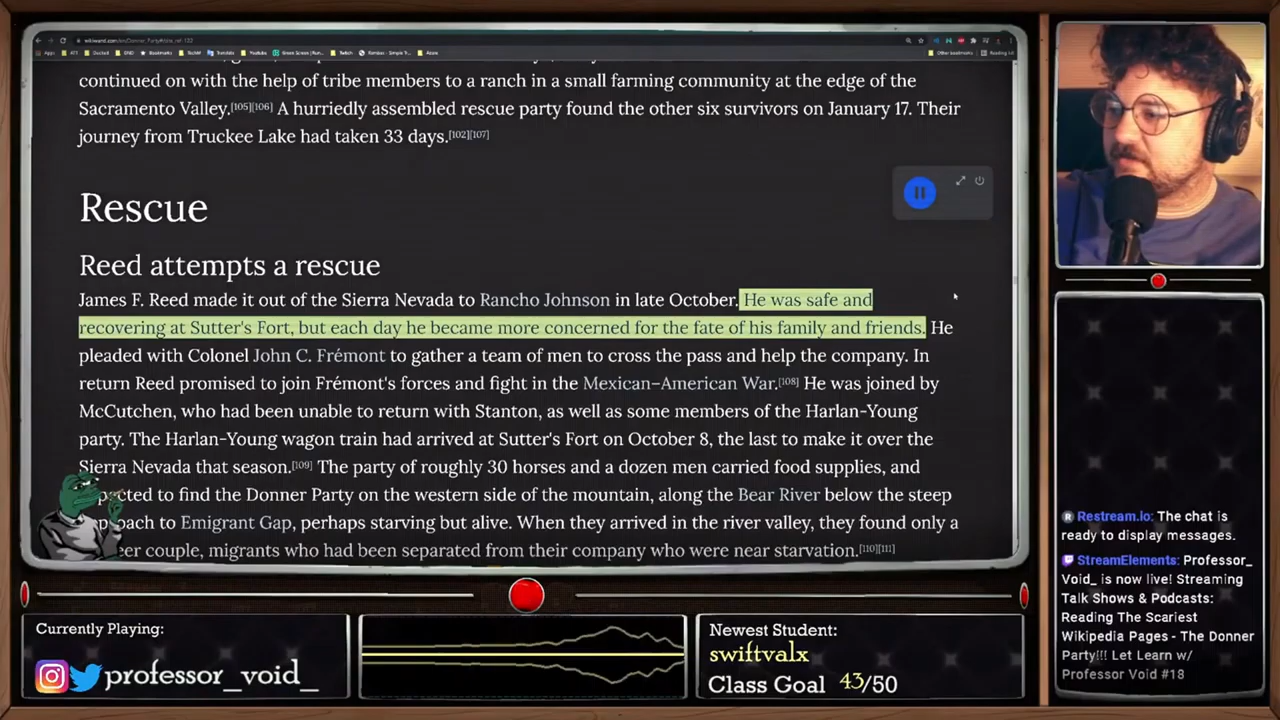 continued on with the help of tribe members to a ranch in a small farming community at the edge of the
Sacramento Valley.[105][106] A hurriedly assembled rescue party found the other six survivors on January 17. Their
journey from Truckee Lake had taken 33 days.[102][107]
Rescue
Reed attempts a rescue
James F. Reed made it out of the Sierra Nevada to Rancho Johnson in late October. He was safe and
recovering at Sutter's Fort, but each day he became more concerned for the fate of his family and friends. He
pleaded with Colonel John C. Frémont to gather a team of men to cross the pass and help the company. In
return Reed promised to join Frémont's forces and fight in the Mexican–American War.[108] He was joined by
McCutchen, who had been unable to return with Stanton, as well as some members of the Harlan-Young
party. The Harlan-Young wagon train had arrived at Sutter's Fort on October 8, the last to make it over the
Sierra Nevada that season.[109] The party of roughly 30 horses and a dozen men carried food supplies, and
to find the Donner Party on the western side of the mountain, along the Bear River below the steep
to Emigrant Gap, perhaps starving but alive. When they arrived in the river valley, they found only a
couple, migrants who had been separated from their company who were near starvation.[110][111]
Restream.io: The chat is
ready to display messages.
StreamElements: Professor_
Void_ is now live! Streaming
Talk Shows & Podcasts:
Reading The Scariest
Wikipedia Pages - The Donner
Party!!! Let Learn w/
Professor Void #18
Currently Playing:
professor_void_
Newest Student:
swiftvalx
Class Goal 43/50